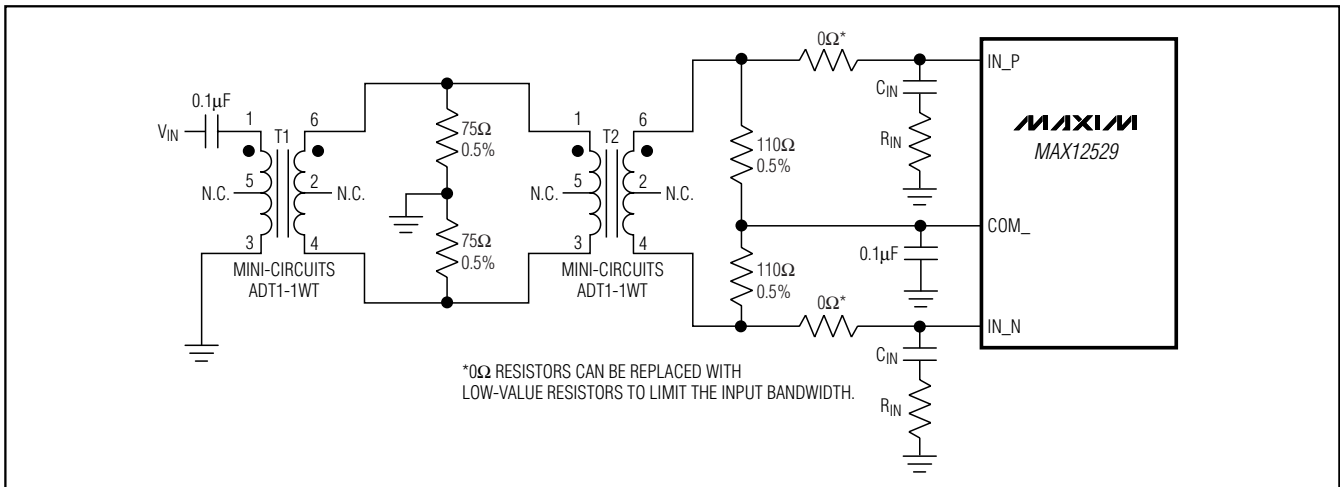 0Ω*
IN_P
C_IN
R_IN
MAXIM
MAX12529
0.1μF
V_IN
1
T1
6
5
N.C.
2
N.C.
3
4
MINI-CIRCUITS
ADT1-1WT
75Ω
0.5%
75Ω
0.5%
1
T2
6
5
N.C.
2
N.C.
3
4
MINI-CIRCUITS
ADT1-1WT
110Ω
0.5%
110Ω
0.5%
COM_
0.1μF
0Ω*
IN_N
C_IN
R_IN
*0Ω RESISTORS CAN BE REPLACED WITH
LOW-VALUE RESISTORS TO LIMIT THE INPUT BANDWIDTH.